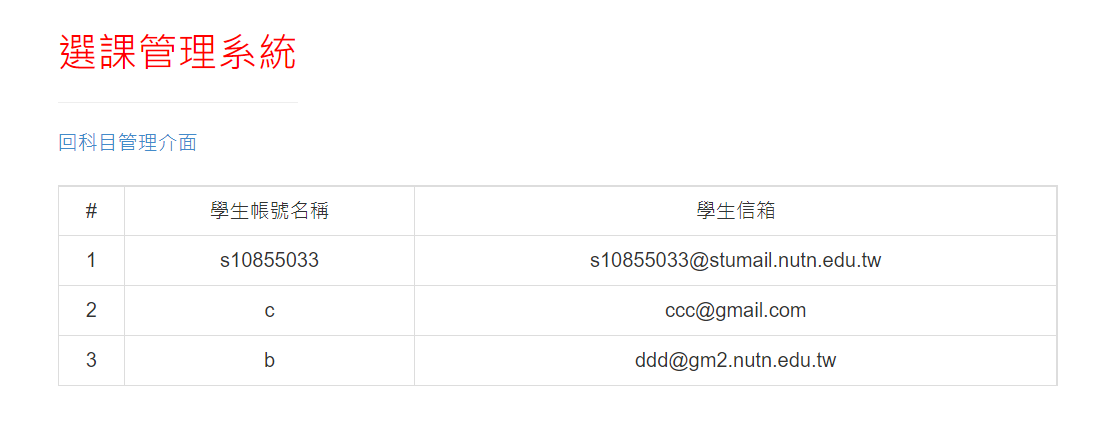 選課管理系統
回科目管理介面
# 學生帳號名稱 學生信箱
1 s10855033 s10855033@stumail.nutn.edu.tw
2 c ccc@gmail.com
3 b ddd@gm2.nutn.edu.tw